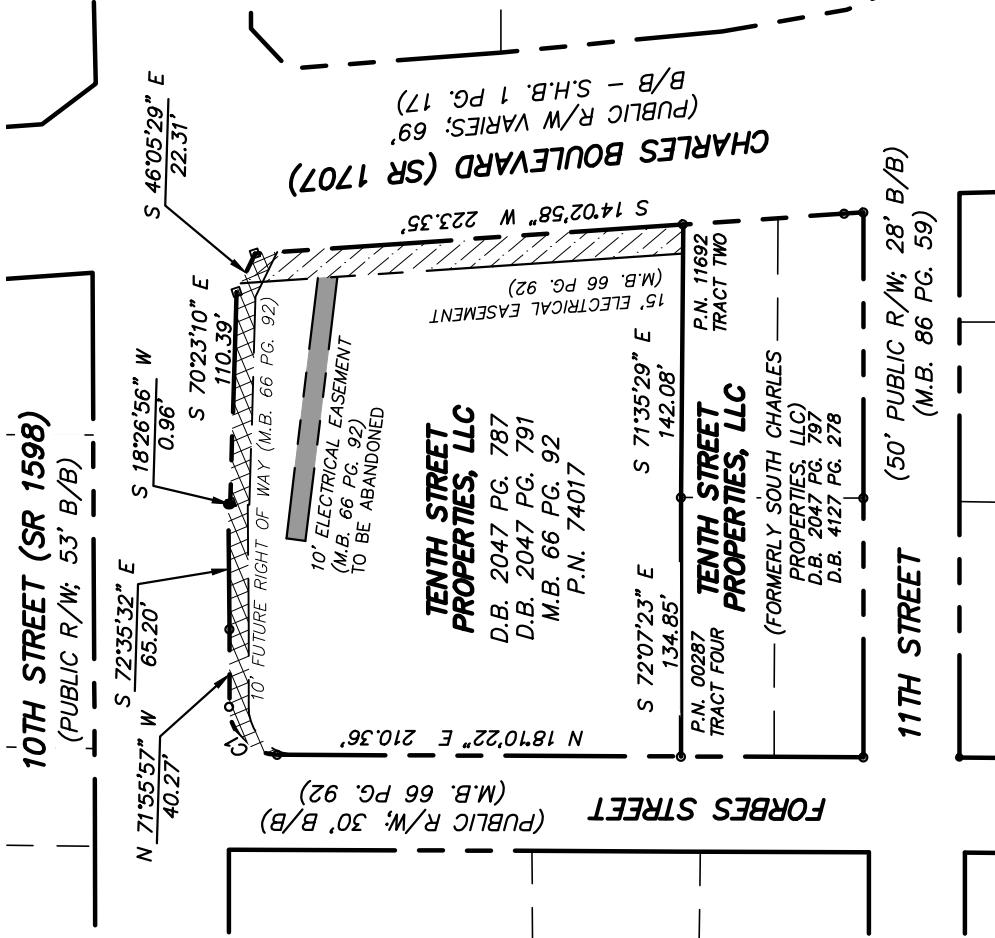 10TH STREET (SR 1598)
(PUBLIC R/W; 53' B/B)
N 71°55'57" W
40.27'
S 72°35'32" E
65.20'
S 18°26'56" W
0.96'
S 70°23'10" E
110.39'
S 46°05'29" E
22.31'
C1
10' FUTURE RIGHT OF WAY (M.B. 66 PG. 92)
10' ELECTRICAL EASEMENT
(M.B. 66 PG. 92)
TO BE ABANDONED
TENTH STREET
PROPERTIES, LLC
D.B. 2047 PG. 787
D.B. 2047 PG. 791
M.B. 66 PG. 92
P.N. 74017
CHARLES BOULEVARD (SR 1707)
(PUBLIC R/W VARIES; 69'
B/B - S.H.B. 1 PG. 17)
S 14°02'58" W 223.35'
15' ELECTRICAL EASEMENT
(M.B. 66 PG. 92)
S 72°07'23" E
134.85'
S 71°35'29" E
142.08'
P.N. 00287
TRACT FOUR
P.N. 11692
TRACT TWO
TENTH STREET
PROPERTIES, LLC
(FORMERLY SOUTH CHARLES
PROPERTIES, LLC)
D.B. 2047 PG. 797
D.B. 4127 PG. 278
N 18°10'22" E 210.36'
FORBES STREET
(PUBLIC R/W; 30' B/B)
(M.B. 66 PG. 92)
11TH STREET
(50' PUBLIC R/W; 28' B/B)
(M.B. 86 PG. 59)